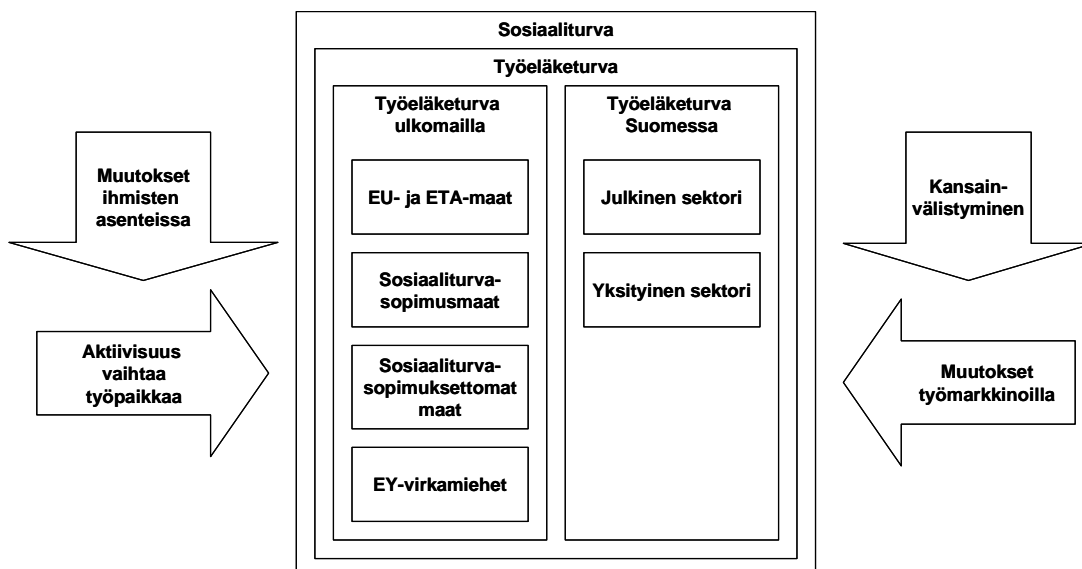 Sosiaaliturva
Työeläketurva
Työeläketurva
ulkomailla
EU- ja ETA-maat
Sosiaaliturva-
sopimusmaat
Sosiaaliturva-
sopimuksettomat
maat
EY-virkamiehet
Työeläketurva
Suomessa
Julkinen sektori
Yksityinen sektori
Muutokset
ihmisten
asenteissa
Aktiivisuus
vaihtaa
työpaikkaa
Kansain-
välistyminen
Muutokset
työmarkkinoilla